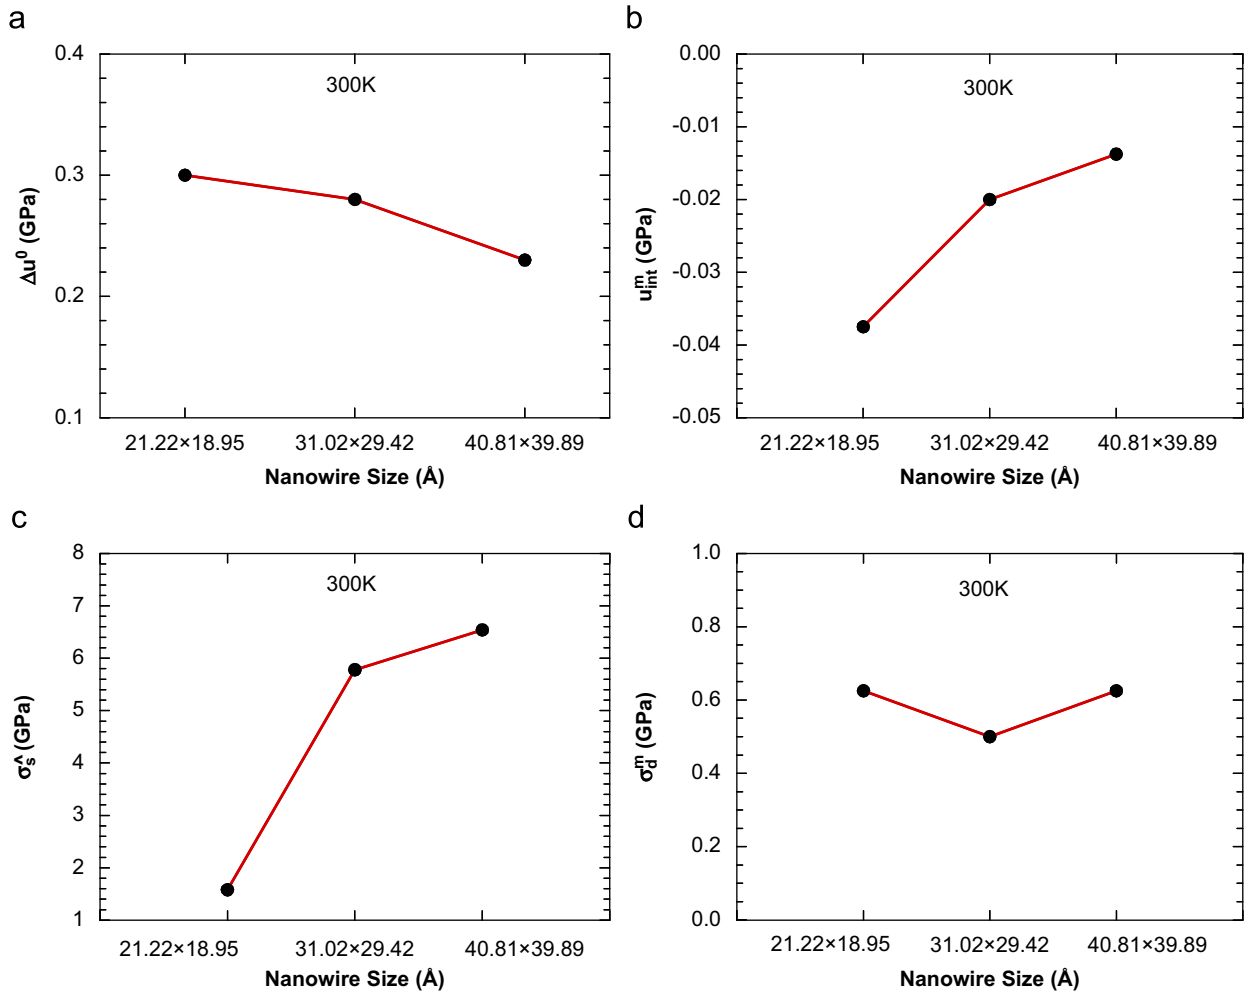 a
0.4
0.3
0.2
0.1
Δu⁰ (GPa)
300K
21.22×18.95 31.02×29.42 40.81×39.89
Nanowire Size (Å)
b
0.00
-0.01
-0.02
-0.03
-0.04
-0.05
u_int^m (GPa)
300K
21.22×18.95 31.02×29.42 40.81×39.89
Nanowire Size (Å)
c
8
7
6
5
4
3
2
1
σ_s^^ (GPa)
300K
21.22×18.95 31.02×29.42 40.81×39.89
Nanowire Size (Å)
d
1.0
0.8
0.6
0.4
0.2
0.0
σ_d^m (GPa)
300K
21.22×18.95 31.02×29.42 40.81×39.89
Nanowire Size (Å)